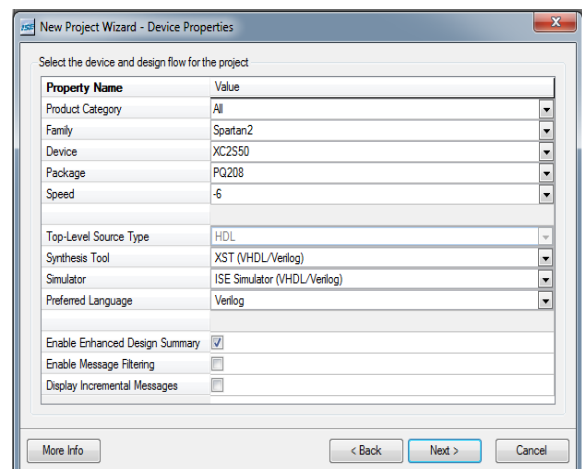 ISE New Project Wizard - Device Properties
Select the device and design flow for the project
Property Name Value
Product Category All
Family Spartan2
Device XC2S50
Package PQ208
Speed -6
Top-Level Source Type HDL
Synthesis Tool XST (VHDL/Verilog)
Simulator ISE Simulator (VHDL/Verilog)
Preferred Language Verilog
Enable Enhanced Design Summary
Enable Message Filtering
Display Incremental Messages
More Info < Back Next > Cancel